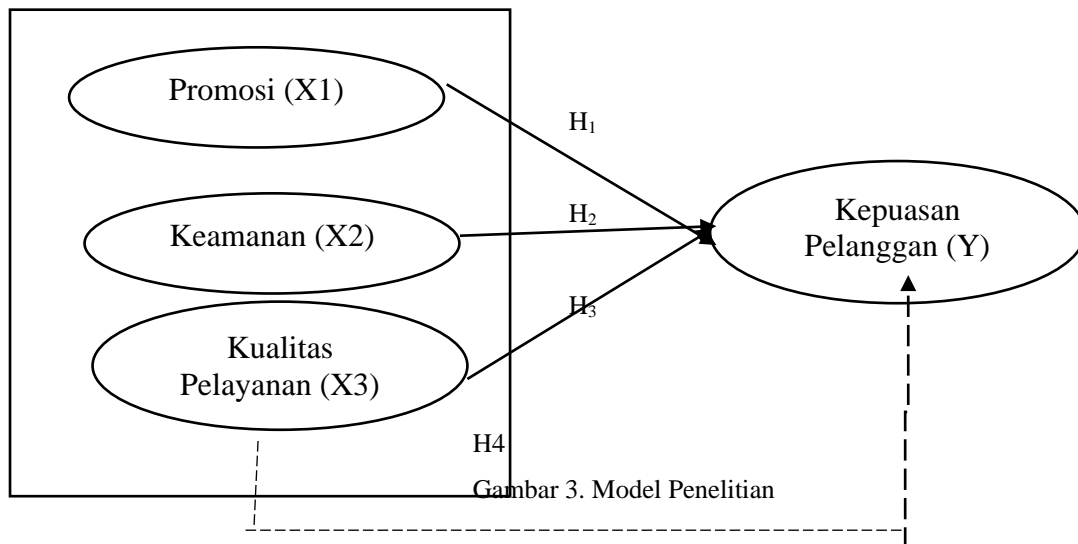 Promosi (X1)
H₁
Keamanan (X2)
H₂
Kepuasan
Pelanggan (Y)
H₃
Kualitas
Pelayanan (X3)
H4
Gambar 3. Model Penelitian